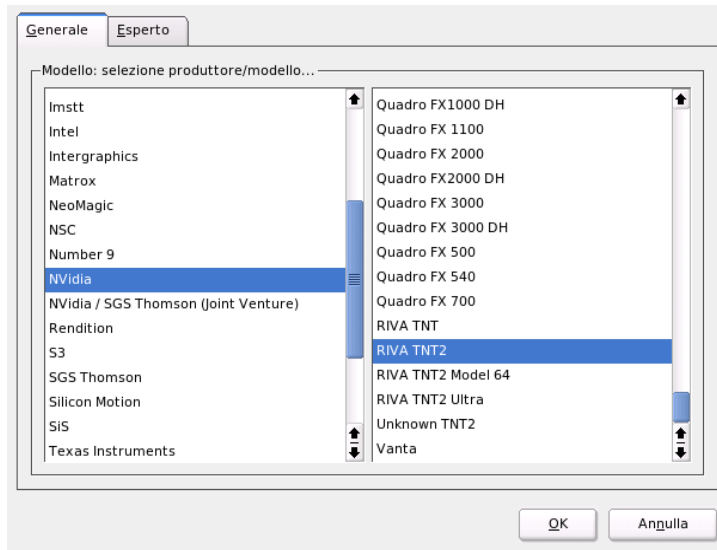 Generale
Esperto
Modello: selezione produttore/modello...
Imstt
Intel
Intergraphics
Matrox
NeoMagic
NSC
Number 9
NVidia
NVidia / SGS Thomson (Joint Venture)
Rendition
S3
SGS Thomson
Silicon Motion
SiS
Texas Instruments
Quadro FX1000 DH
Quadro FX 1100
Quadro FX 2000
Quadro FX2000 DH
Quadro FX 3000
Quadro FX 3000 DH
Quadro FX 500
Quadro FX 540
Quadro FX 700
RIVA TNT
RIVA TNT2
RIVA TNT2 Model 64
RIVA TNT2 Ultra
Unknown TNT2
Vanta
OK
Annulla